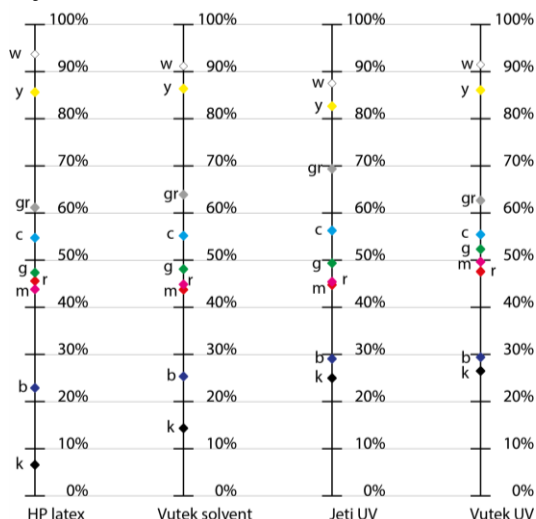 100% 100% 100% 100%
w
w
w
w
90% 90% 90% 90%
y
y
y
y
80% 80% 80% 80%
70% 70% 70% 70%
gr
gr
gr
gr
60% 60% 60% 60%
c
c
c
c
50% 50% 50% 50%
g
g
g
g
r
r
r
r
m
m
m
m
40% 40% 40% 40%
30% 30% 30% 30%
b
b
b
b
20% 20% 20% 20%
k
k
k
k
10% 10% 10% 10%
0% 0% 0% 0%
HP latex Vutek solvent Jeti UV Vutek UV